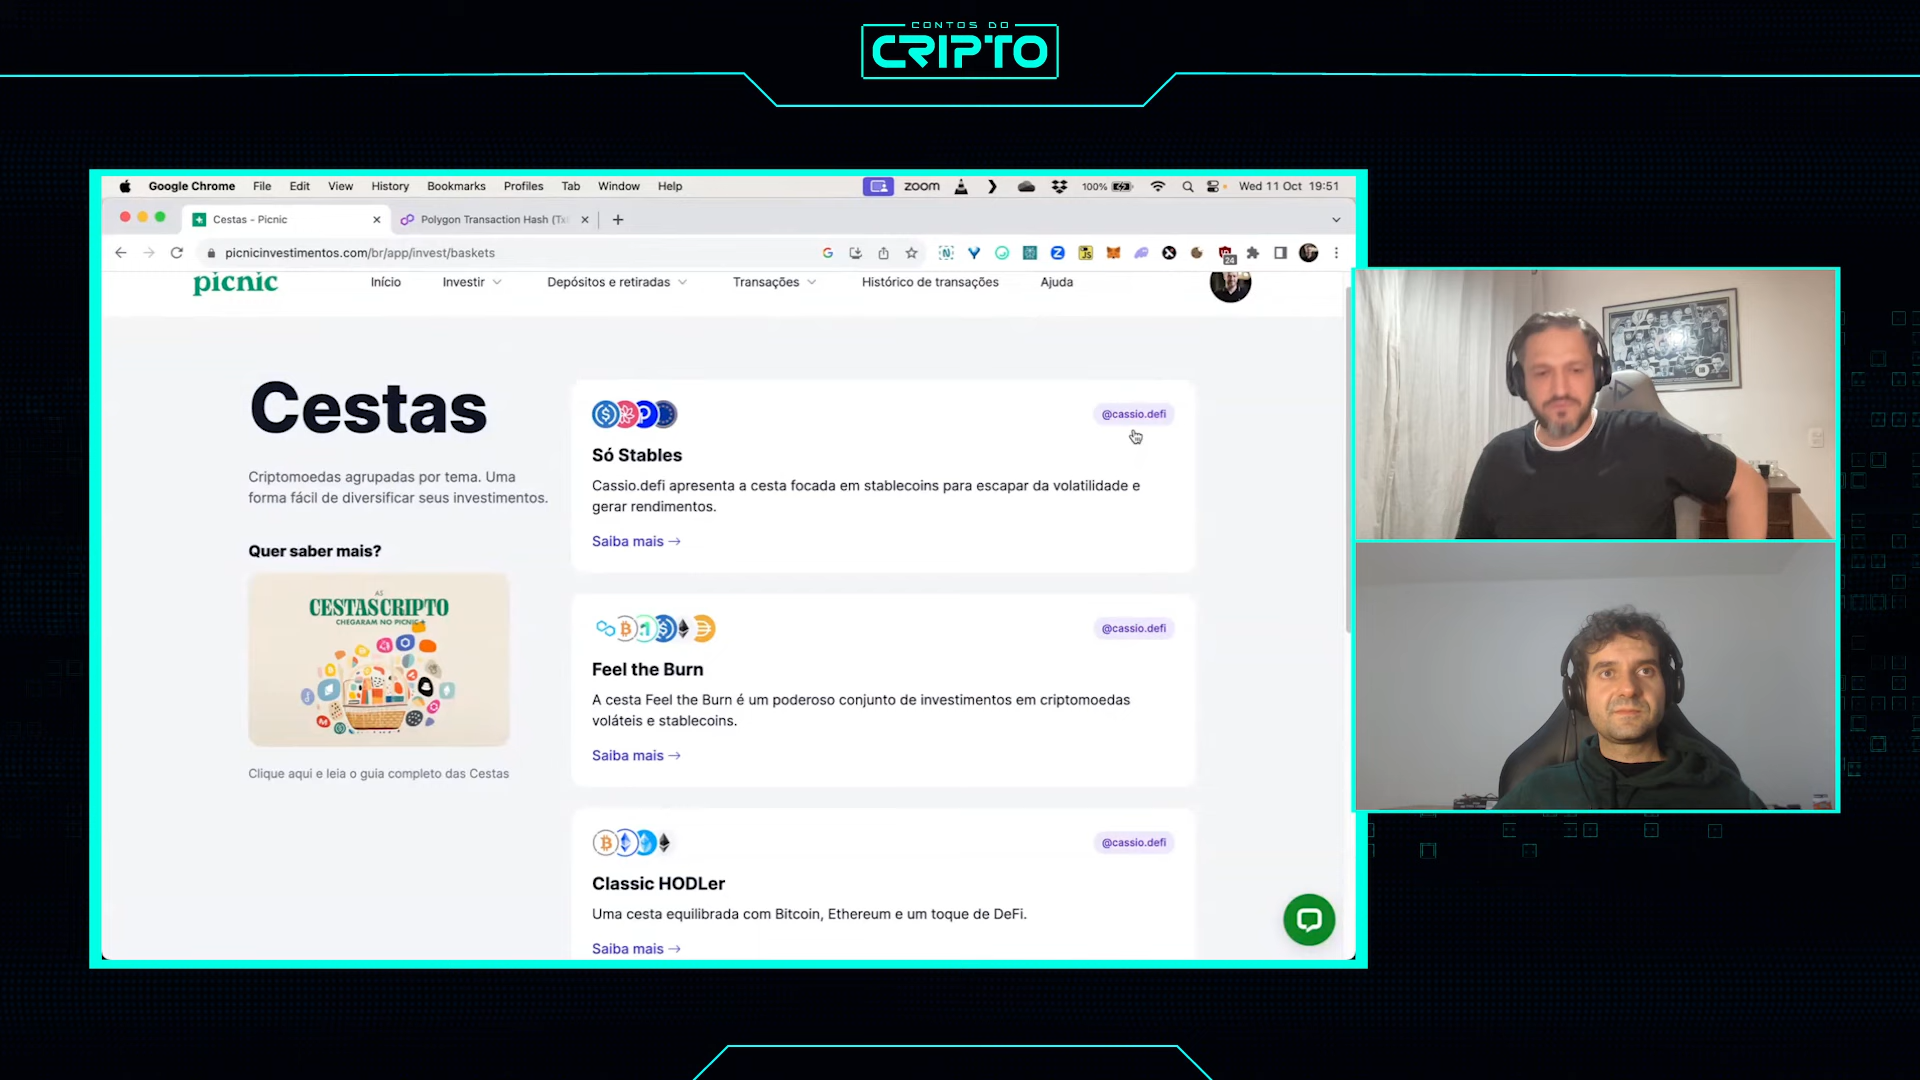 CONTOS DO
CRIPTO
Google Chrome File Edit View History Bookmarks Profiles Tab Window Help
zoom 100% Wed 11 Oct 19:51
Cestas - Picnic
Polygon Transaction Hash (Tx
picnicinvestimentos.com/br/app/invest/baskets
24
picnic
Início
Investir
Depósitos e retiradas
Transações
Histórico de transações
Ajuda
Cestas
Criptomoedas agrupadas por tema. Uma
forma fácil de diversificar seus investimentos.
Quer saber mais?
AS
CESTAS CRIPTO
CHEGARAM NO PICNIC
Clique aqui e leia o guia completo das Cestas
@cassio.defi
Só Stables
Cassio.defi apresenta a cesta focada em stablecoins para escapar da volatilidade e
gerar rendimentos.
Saiba mais →
@cassio.defi
Feel the Burn
A cesta Feel the Burn é um poderoso conjunto de investimentos em criptomoedas
voláteis e stablecoins.
Saiba mais →
@cassio.defi
Classic HODLer
Uma cesta equilibrada com Bitcoin, Ethereum e um toque de DeFi.
Saiba mais →